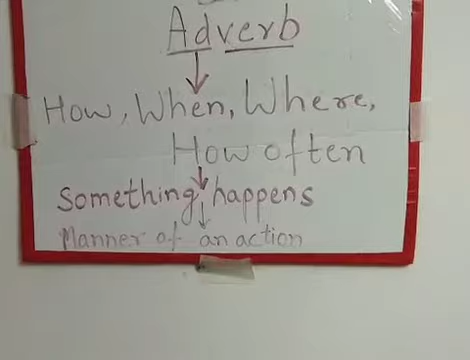 Adverb
How, When, Where,
How often
something happens
Manner of an action